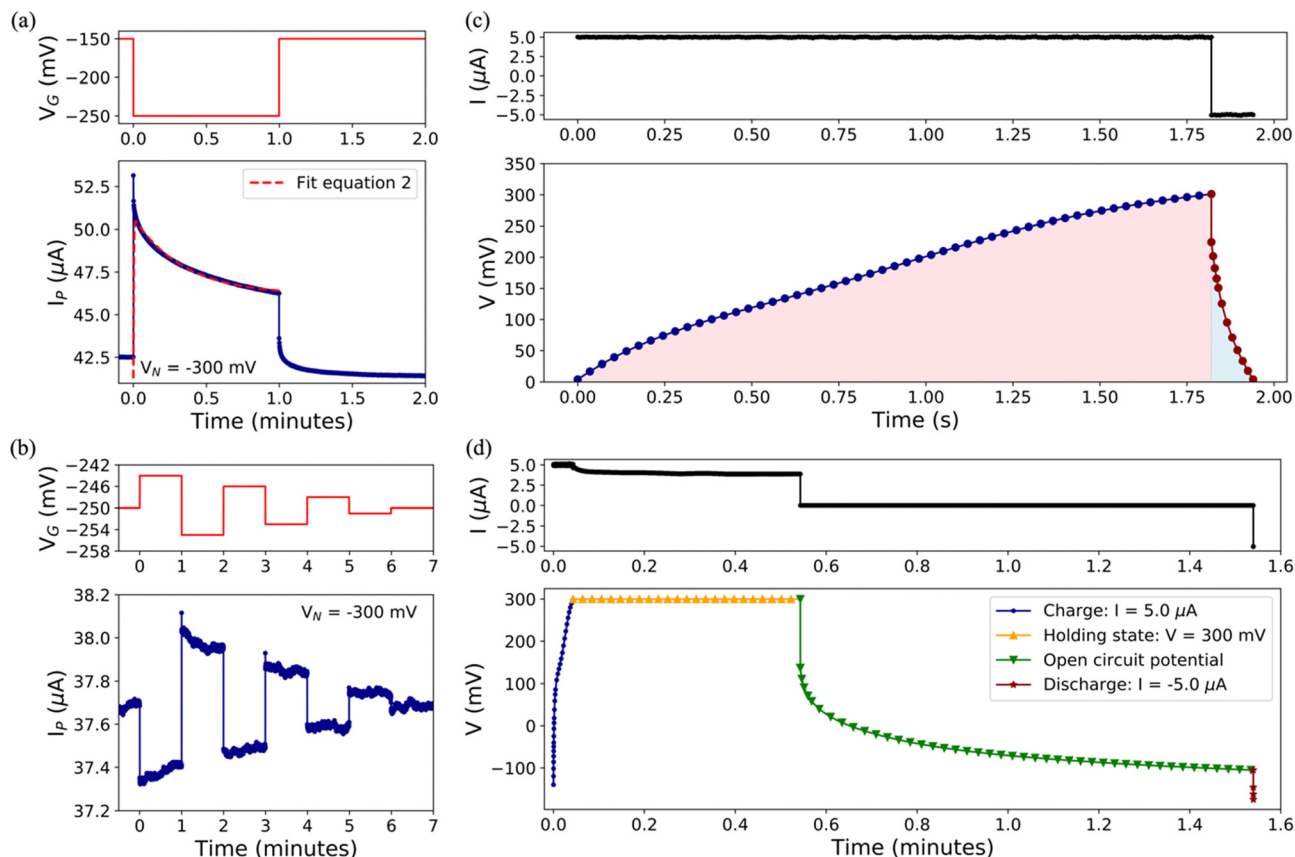 (a)
V_G (mV)
−150
−200
−250
0.0 0.5 1.0 1.5 2.0
I_P (μA)
52.5
50.0
47.5
45.0
42.5
Fit equation 2
V_N = -300 mV
0.0 0.5 1.0 1.5 2.0
Time (minutes)
(b)
V_G (mV)
−242
−246
−250
−254
−258
0 1 2 3 4 5 6 7
I_P (μA)
38.2
38.0
37.8
37.6
37.4
37.2
V_N = -300 mV
0 1 2 3 4 5 6 7
Time (minutes)
(c)
I (μA)
5.0
2.5
0.0
−2.5
−5.0
0.00 0.25 0.50 0.75 1.00 1.25 1.50 1.75 2.00
V (mV)
350
300
250
200
150
100
50
0
0.00 0.25 0.50 0.75 1.00 1.25 1.50 1.75 2.00
Time (s)
(d)
I (μA)
5.0
2.5
0.0
−2.5
−5.0
0.0 0.2 0.4 0.6 0.8 1.0 1.2 1.4 1.6
V (mV)
300
200
100
0
−100
Charge: I = 5.0 μA
Holding state: V = 300 mV
Open circuit potential
Discharge: I = -5.0 μA
0.0 0.2 0.4 0.6 0.8 1.0 1.2 1.4 1.6
Time (minutes)